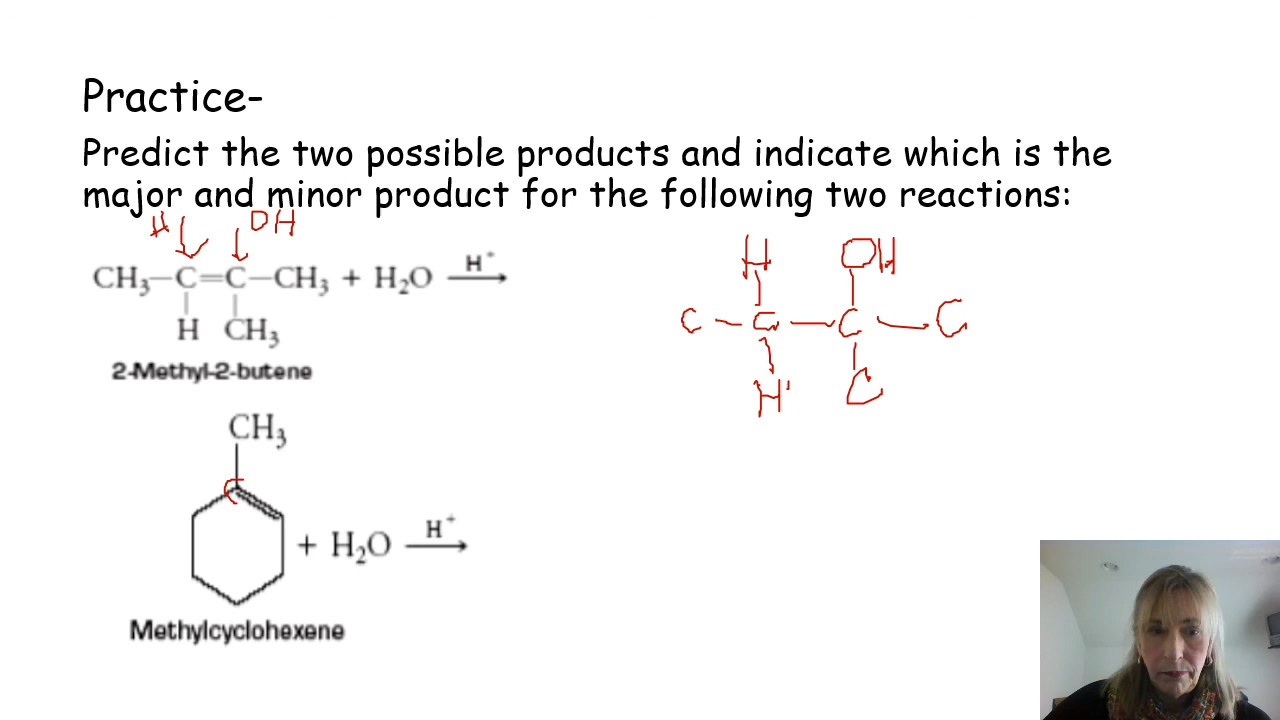 Practice-
Predict the two possible products and indicate which is the
major and minor product for the following two reactions:
H OH
CH₃—C=C—CH₃ + H₂O H⁺ →
H CH₃
2-Methyl-2-butene
H OH
C — C — C — C
H C
CH₃
C
+ H₂O H⁺ →
Methylcyclohexene